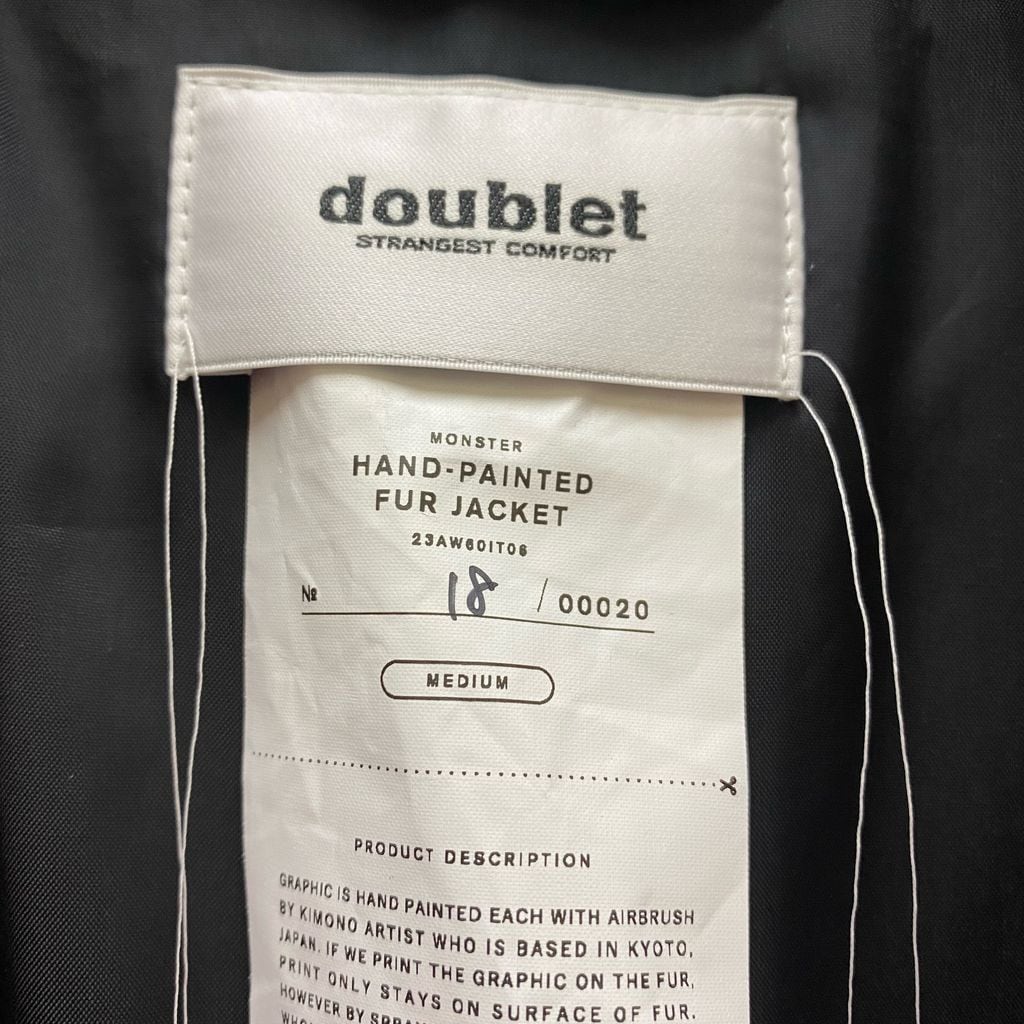 doublet
STRANGEST COMFORT
MONSTER
HAND-PAINTED
FUR JACKET
23AW60IT06
№ 18 / 00020
MEDIUM
PRODUCT DESCRIPTION
GRAPHIC IS HAND PAINTED EACH WITH AIRBRUSH
BY KIMONO ARTIST WHO IS BASED IN KYOTO,
JAPAN. IF WE PRINT THE GRAPHIC ON THE FUR,
PRINT ONLY STAYS ON SURFACE OF FUR.
HOWEVER BY